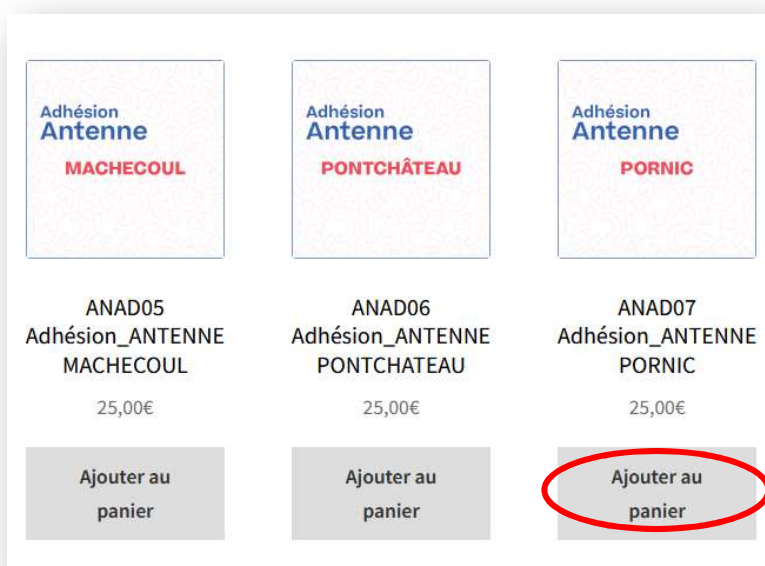 Adhésion
Antenne
MACHECOUL
Adhésion
Antenne
PONTCHÂTEAU
Adhésion
Antenne
PORNIC
ANAD05
Adhésion_ANTENNE
MACHECOUL
25,00€
Ajouter au
panier
ANAD06
Adhésion_ANTENNE
PONTCHATEAU
25,00€
Ajouter au
panier
ANAD07
Adhésion_ANTENNE
PORNIC
25,00€
Ajouter au
panier